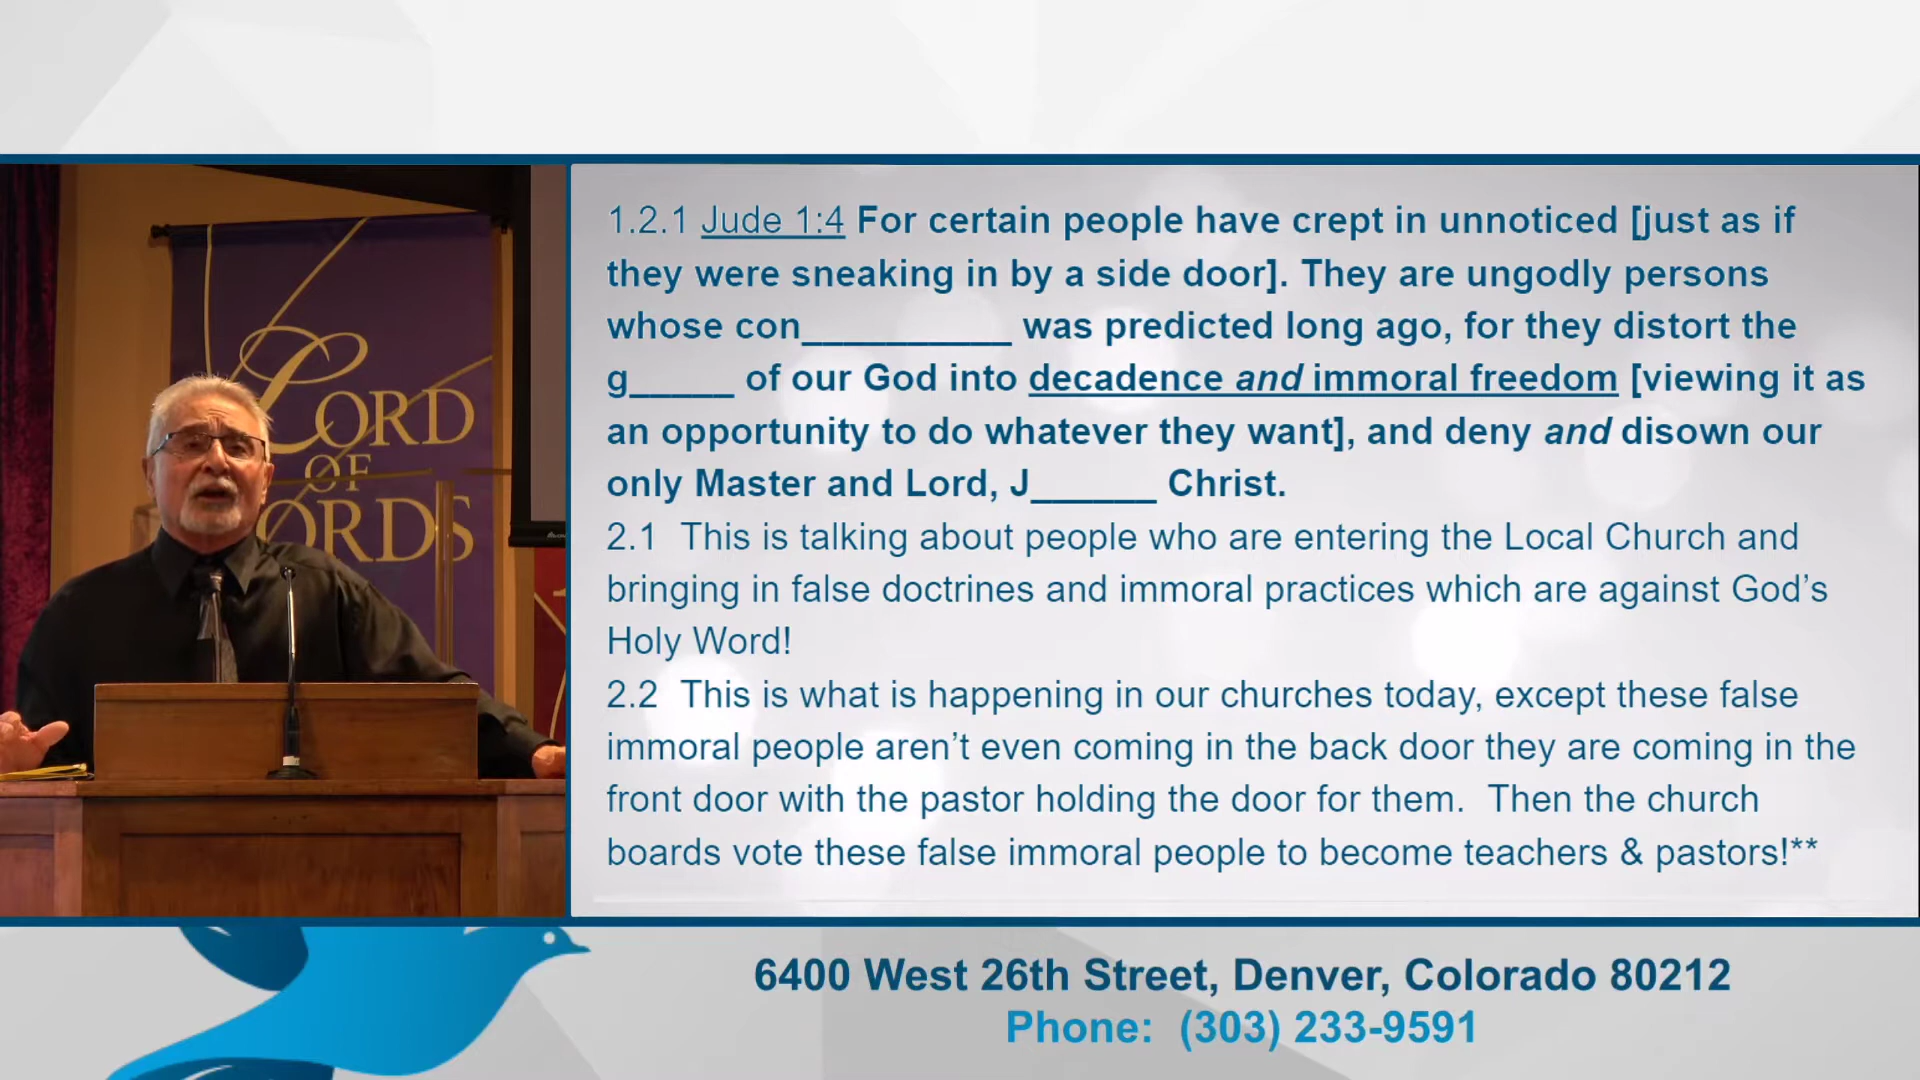 LORD
OF
LORDS
1.2.1 Jude 1:4 For certain people have crept in unnoticed [just as if
they were sneaking in by a side door]. They are ungodly persons
whose con__________ was predicted long ago, for they distort the
g_____ of our God into decadence and immoral freedom [viewing it as
an opportunity to do whatever they want], and deny and disown our
only Master and Lord, J______ Christ.
2.1  This is talking about people who are entering the Local Church and
bringing in false doctrines and immoral practices which are against God’s
Holy Word!
2.2  This is what is happening in our churches today, except these false
immoral people aren’t even coming in the back door they are coming in the
front door with the pastor holding the door for them.  Then the church
boards vote these false immoral people to become teachers & pastors!**
6400 West 26th Street, Denver, Colorado 80212
Phone:  (303) 233-9591